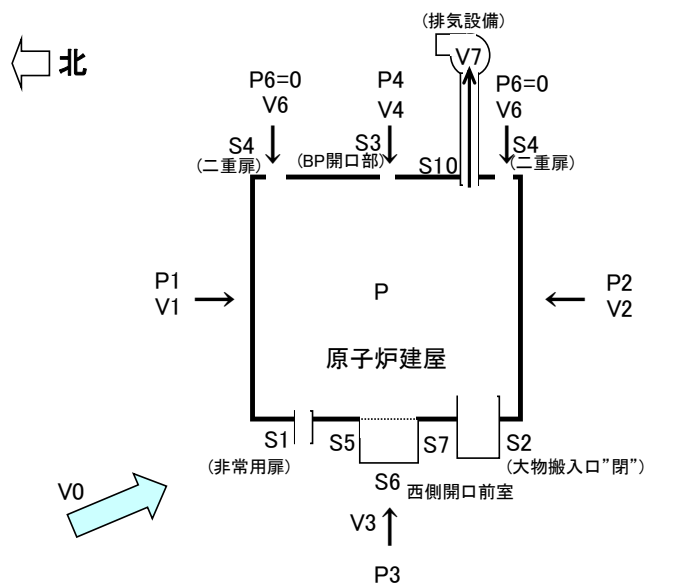 (排気設備)
北
V7
P6=0
V6
P4
V4
P6=0
V6
S4
(二重扉)
S3
(BP開口部)
S10
S4
(二重扉)
P1
V1
P
P2
V2
原子炉建屋
S1
(非常用扉)
S5
S7
S2
(大物搬入口”閉”)
S6
西側開口前室
V0
V3
P3